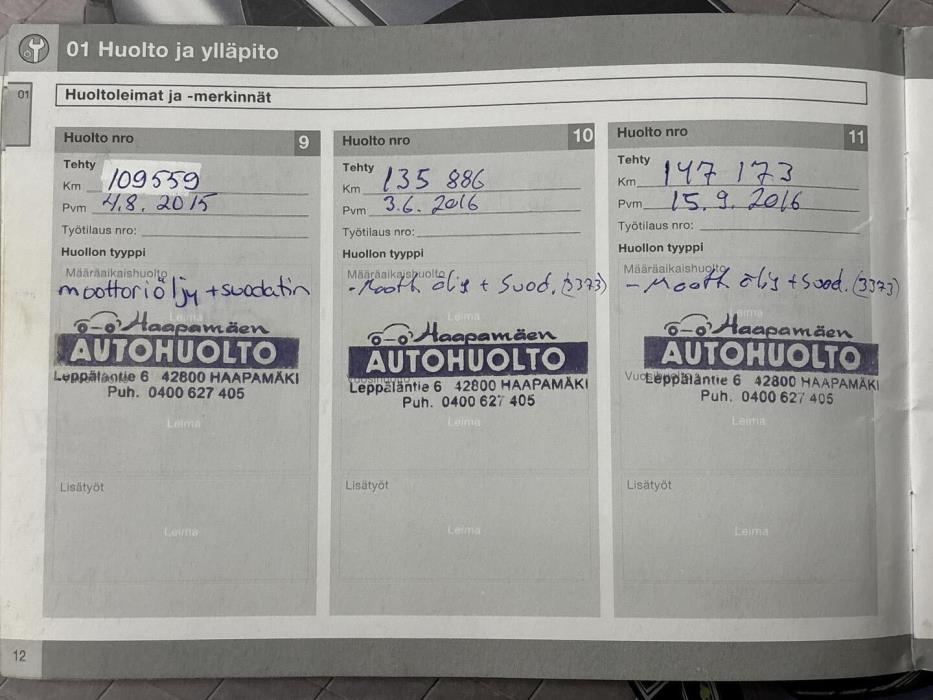 01 Huolto ja ylläpito
01
Huoltoleimat ja -merkinnät
Huolto nro 9
Tehty
Km 109559
Pvm 4.8. 2015
Työtilaus nro:
Huollon tyyppi
Määräaikaishuolto
moottoriöljy + suodatin
Leima
Haapamäen
AUTOHUOLTO
Leppäläntie 6 42800 HAAPAMÄKI
Puh. 0400 627 405
Leima
Lisätyöt
Leima
Huolto nro 10
Tehty
Km 135 886
Pvm 3.6. 2016
Työtilaus nro:
Huollon tyyppi
Määräaikaishuolto
+ Suod. (3373)
Leima
Haapamäen
AUTOHUOLTO
Vuosihuolto
Leppäläntie 6 42800 HAAPAMÄKI
Puh. 0400 627 405
Leima
Lisätyöt
Leima
Huolto nro 11
Tehty
Km 147 173
Pvm 15. 9. 2016
Työtilaus nro:
Huollon tyyppi
Määräaikaishuolto
+ Suod. (3373)
Leima
Haapamäen
AUTOHUOLTO
Leppäläntie 6 42800 HAAPAMÄKI
Puh. 0400 627 405
Leima
Lisätyöt
Leima
12